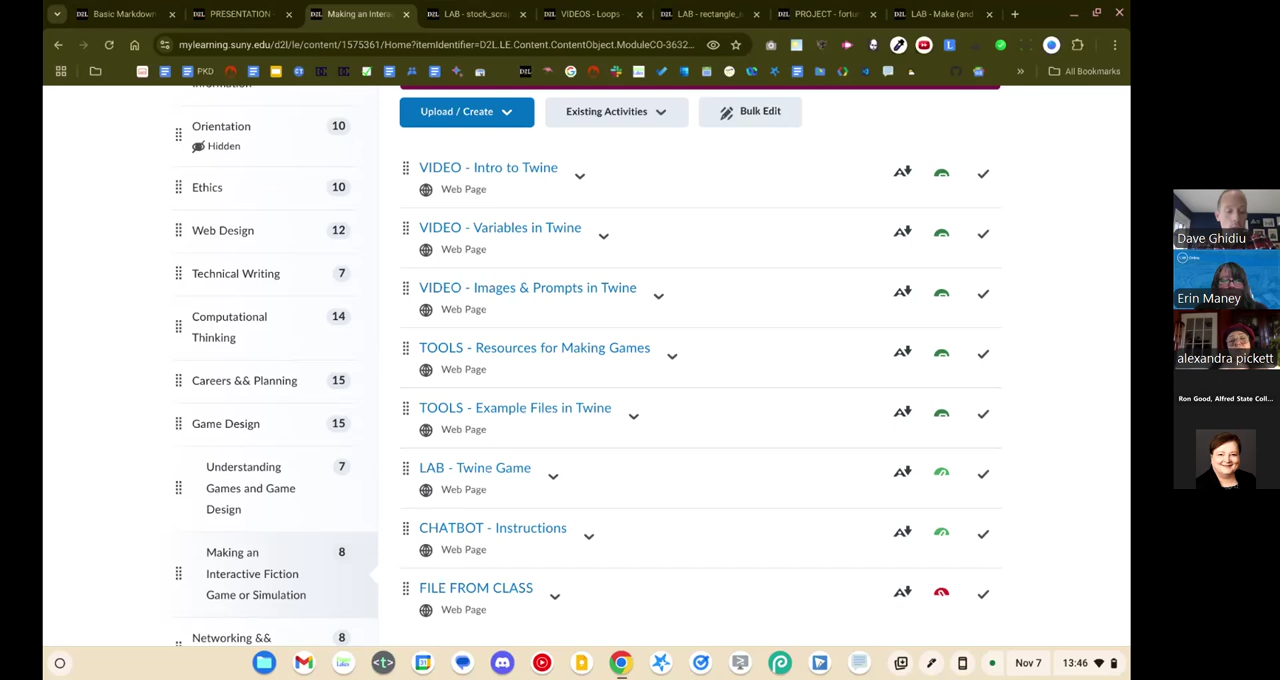 Basic Markdown
PRESENTATION
Making an Intera
LAB - stock_scra
VIDEOS - Loops
LAB - rectangle_
PROJECT - fortu
LAB - Make (and
mylearning.suny.edu/d2l/le/content/1575361/Home?itemIdentifier=D2L.LE.Content.ContentObject.ModuleCO-3632...
PKD
D2L
All Bookmarks
Information
Orientation 10
Hidden
Ethics 10
Web Design 12
Technical Writing 7
Computational 14
Thinking
Careers && Planning 15
Game Design 15
Understanding 7
Games and Game
Design
Making an 8
Interactive Fiction
Game or Simulation
Networking && 8
Upload / Create
Existing Activities
Bulk Edit
VIDEO - Intro to Twine
Web Page
VIDEO - Variables in Twine
Web Page
VIDEO - Images & Prompts in Twine
Web Page
TOOLS - Resources for Making Games
Web Page
TOOLS - Example Files in Twine
Web Page
LAB - Twine Game
Web Page
CHATBOT - Instructions
Web Page
FILE FROM CLASS
Web Page
Dave Ghidiu
Erin Maney
alexandra pickett
Ron Good, Alfred State Coll...
Nov 7
13:46